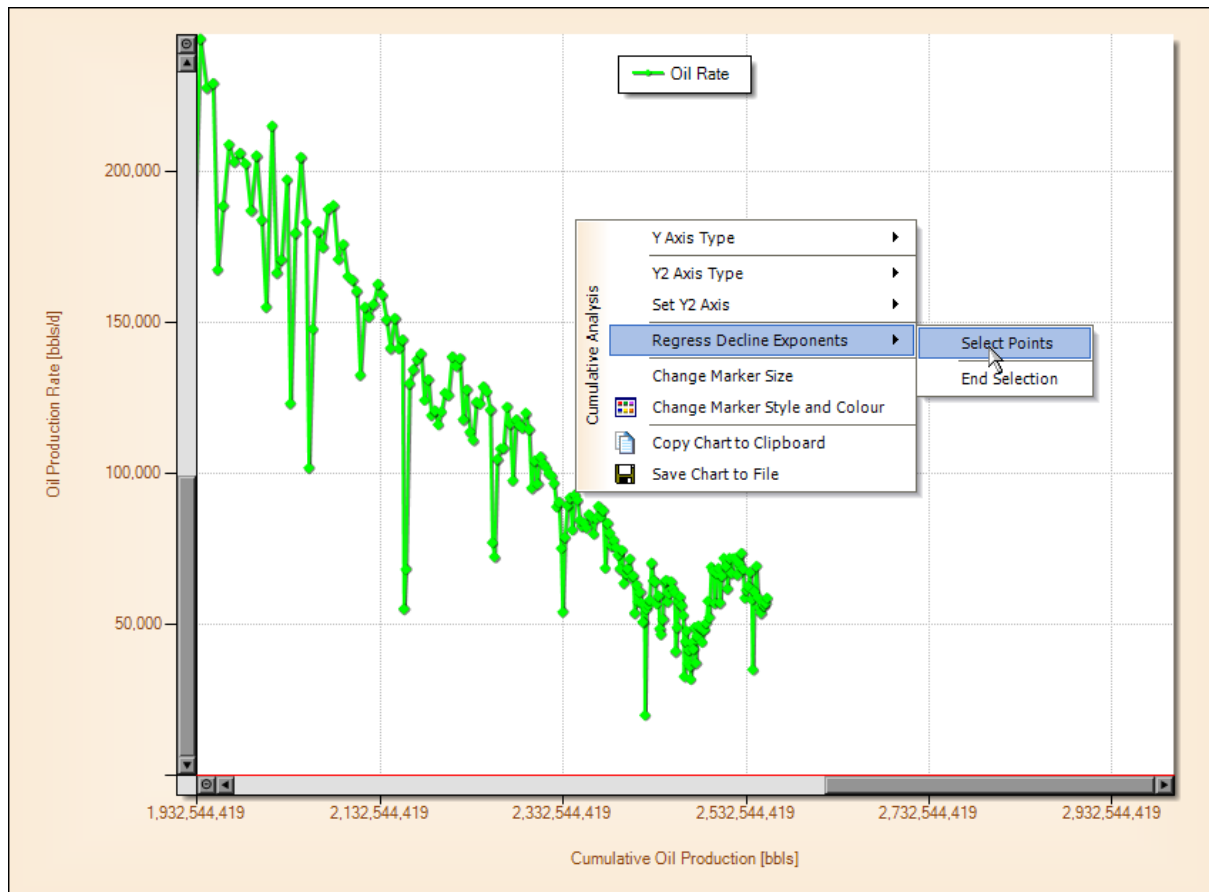 Oil Rate
200,000
150,000
100,000
50,000
Oil Production Rate [bbls/d]
Cumulative Analysis
Y Axis Type
Y2 Axis Type
Set Y2 Axis
Regress Decline Exponents
Change Marker Size
Change Marker Style and Colour
Copy Chart to Clipboard
Save Chart to File
Select Points
End Selection
1,932,544,419 2,132,544,419 2,332,544,419 2,532,544,419 2,732,544,419 2,932,544,419
Cumulative Oil Production [bbls]